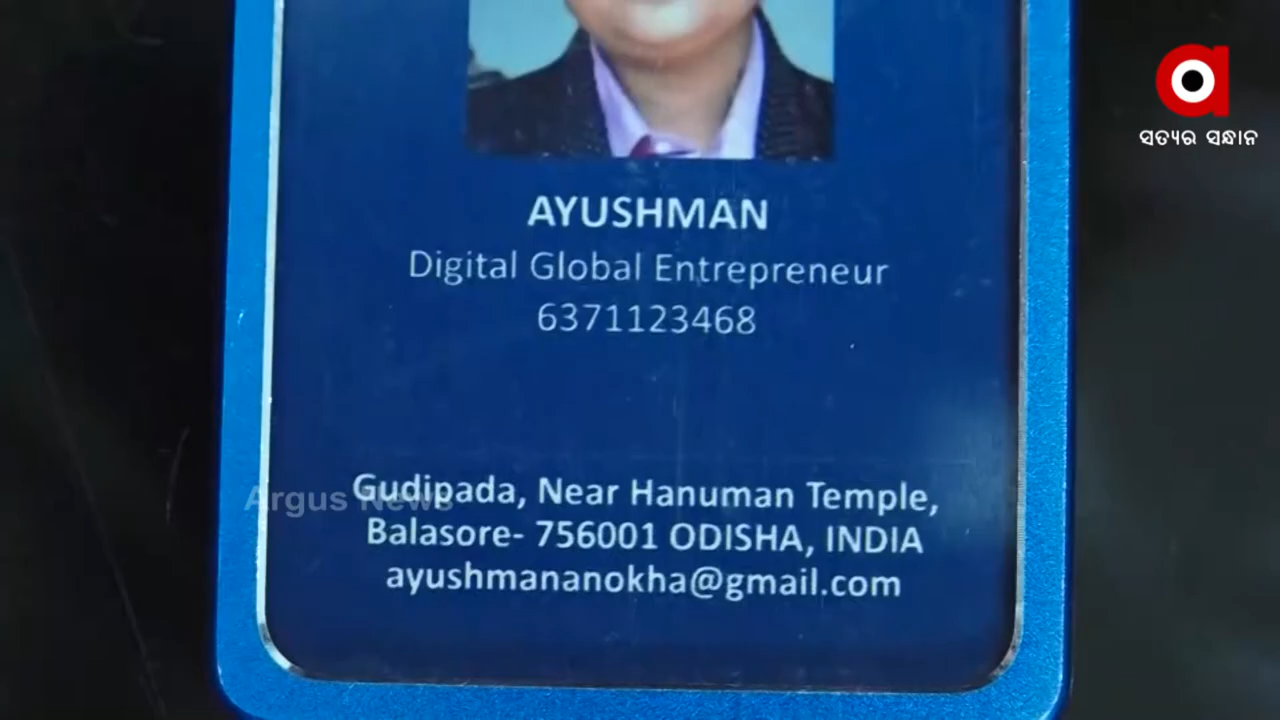 ସତ୍ୟର ସନ୍ଧାନ
AYUSHMAN
Digital Global Entrepreneur
6371123468
Argus News
Gudipada, Near Hanuman Temple,
Balasore- 756001 ODISHA, INDIA
ayushmananokha@gmail.com